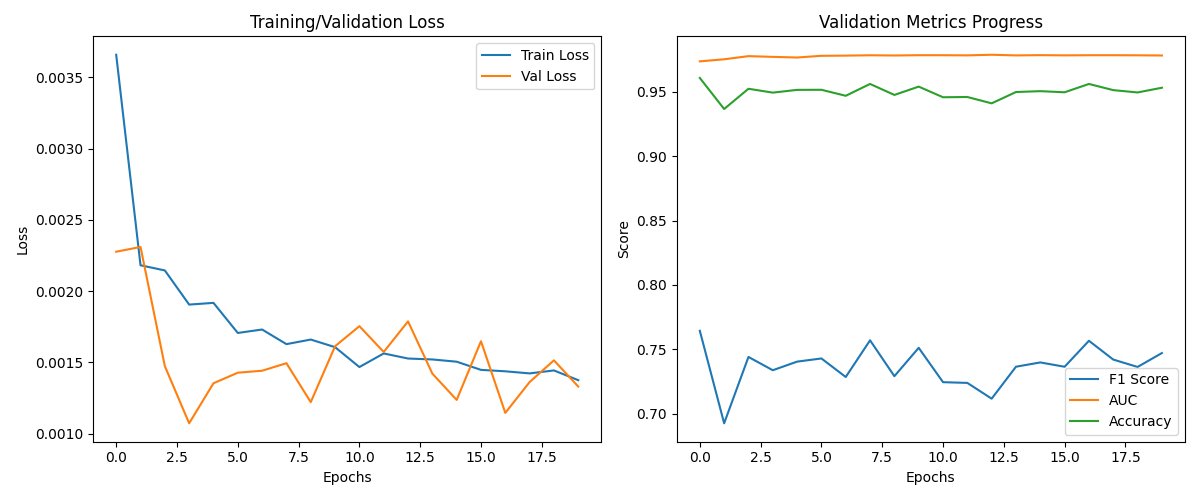 Training/Validation Loss
Train Loss
Val Loss
0.0035
0.0030
0.0025
0.0020
0.0015
0.0010
Loss
0.0 2.5 5.0 7.5 10.0 12.5 15.0 17.5
Epochs
Validation Metrics Progress
0.95
0.90
0.85
0.80
0.75
0.70
Score
F1 Score
AUC
Accuracy
0.0 2.5 5.0 7.5 10.0 12.5 15.0 17.5
Epochs